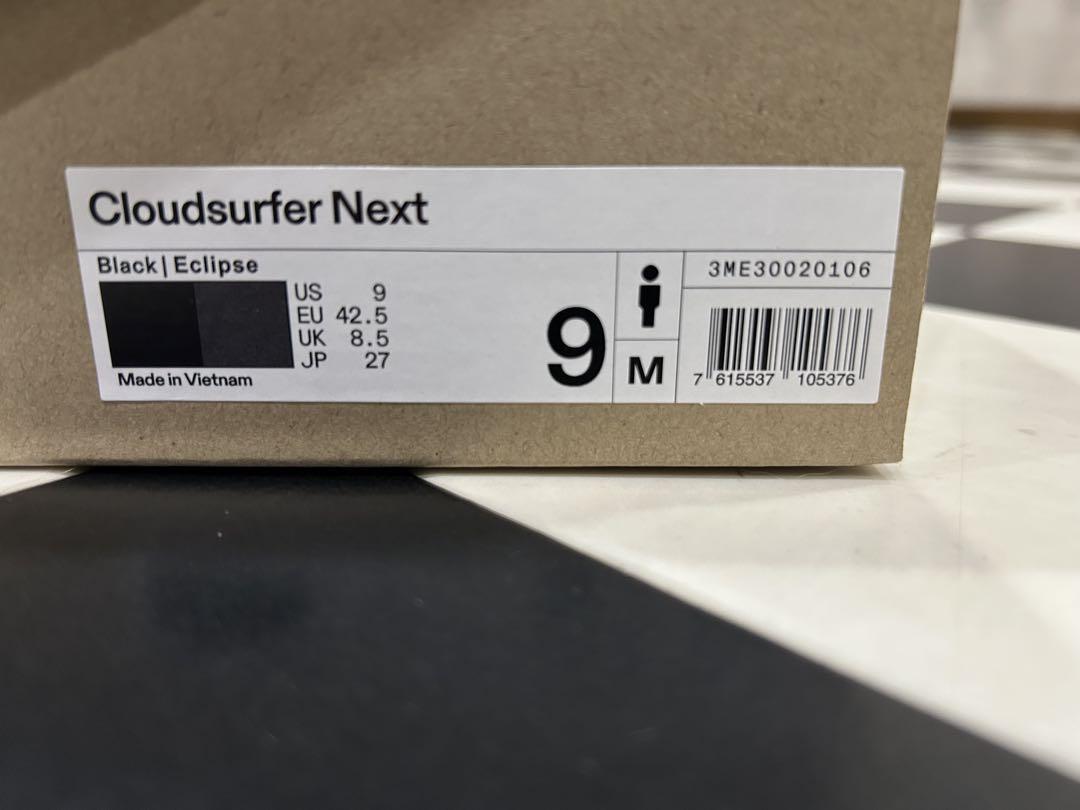 Cloudsurfer Next
Black|Eclipse
US 9
EU 42.5
UK 8.5
JP 27
Made in Vietnam
9
M
3ME30020106
7 615537 105376